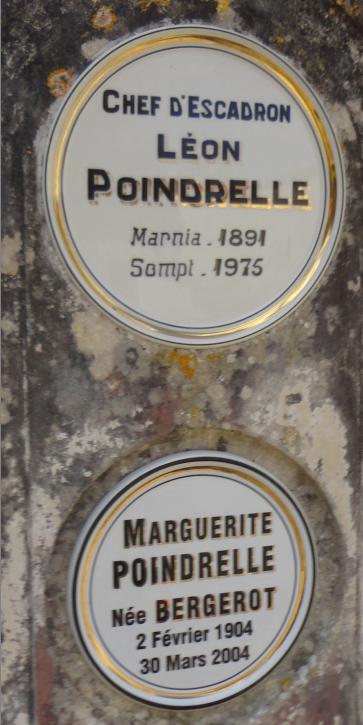 CHEF D'ESCADRON
LÉON
POINDRELLE
Marnia . 1891
Sompt . 1975
MARGUERITE
POINDRELLE
Née BERGEROT
2 Février 1904
30 Mars 2004